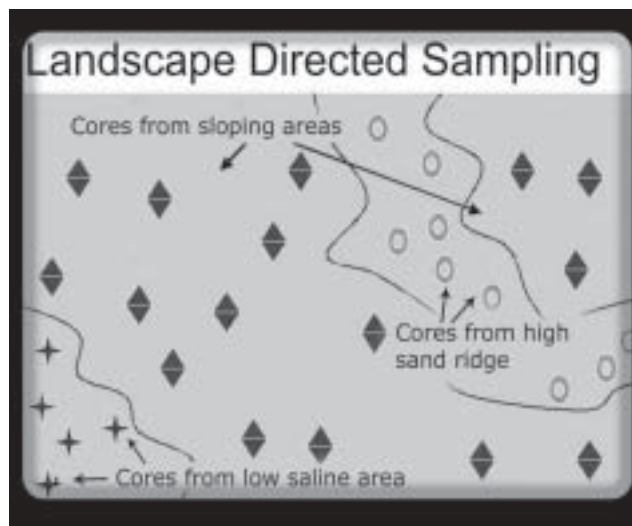 Landscape Directed Sampling
Cores from sloping areas
Cores from high
sand ridge
Cores from low saline area